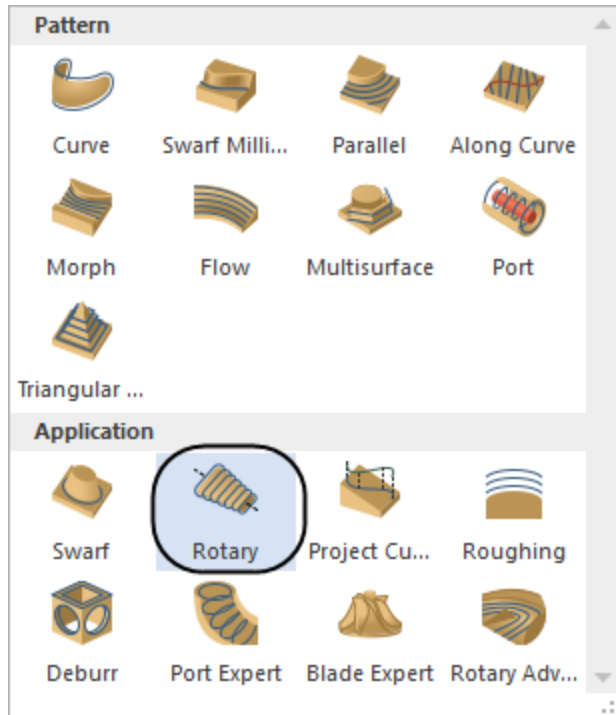 Pattern
Curve Swarf Milli... Parallel Along Curve
Morph Flow Multisurface Port
Triangular ...
Application
Swarf Rotary Project Cu... Roughing
Deburr Port Expert Blade Expert Rotary Adv...